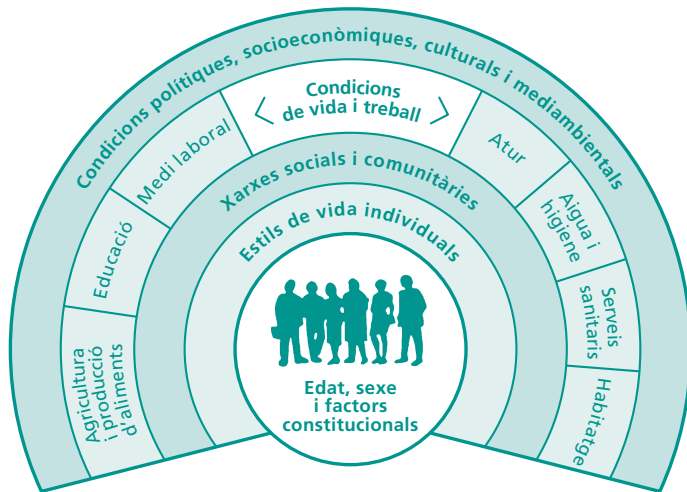 Condicions polítiques, socioeconòmiques, culturals i mediambientals
Condicions
de vida i treball
Agricultura
i producció
d'aliments
Educació
Medi laboral
Atur
Aigua i
higiene
Serveis
sanitaris
Habitatge
Xarxes socials i comunitàries
Estils de vida individuals
Edat, sexe
i factors
constitucionals